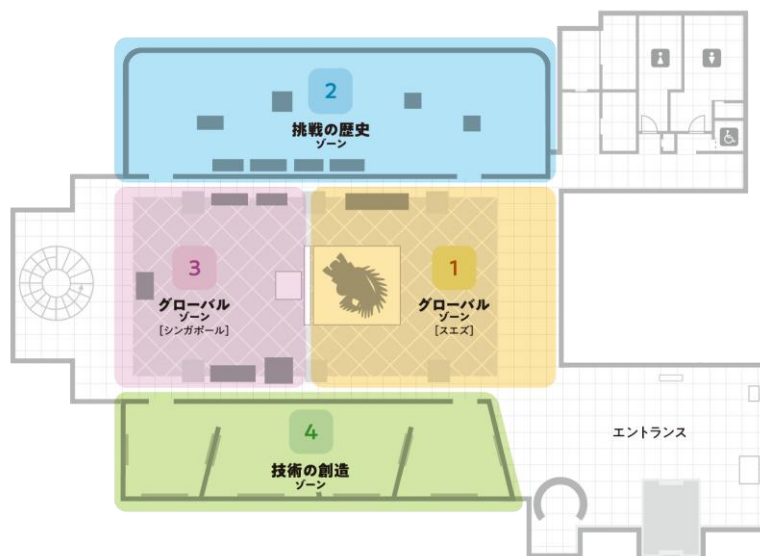 2
挑戦の歴史
ゾーン
3
グローバル
ゾーン
[シンガポール]
1
グローバル
ゾーン
[スエズ]
4
技術の創造
ゾーン
エントランス